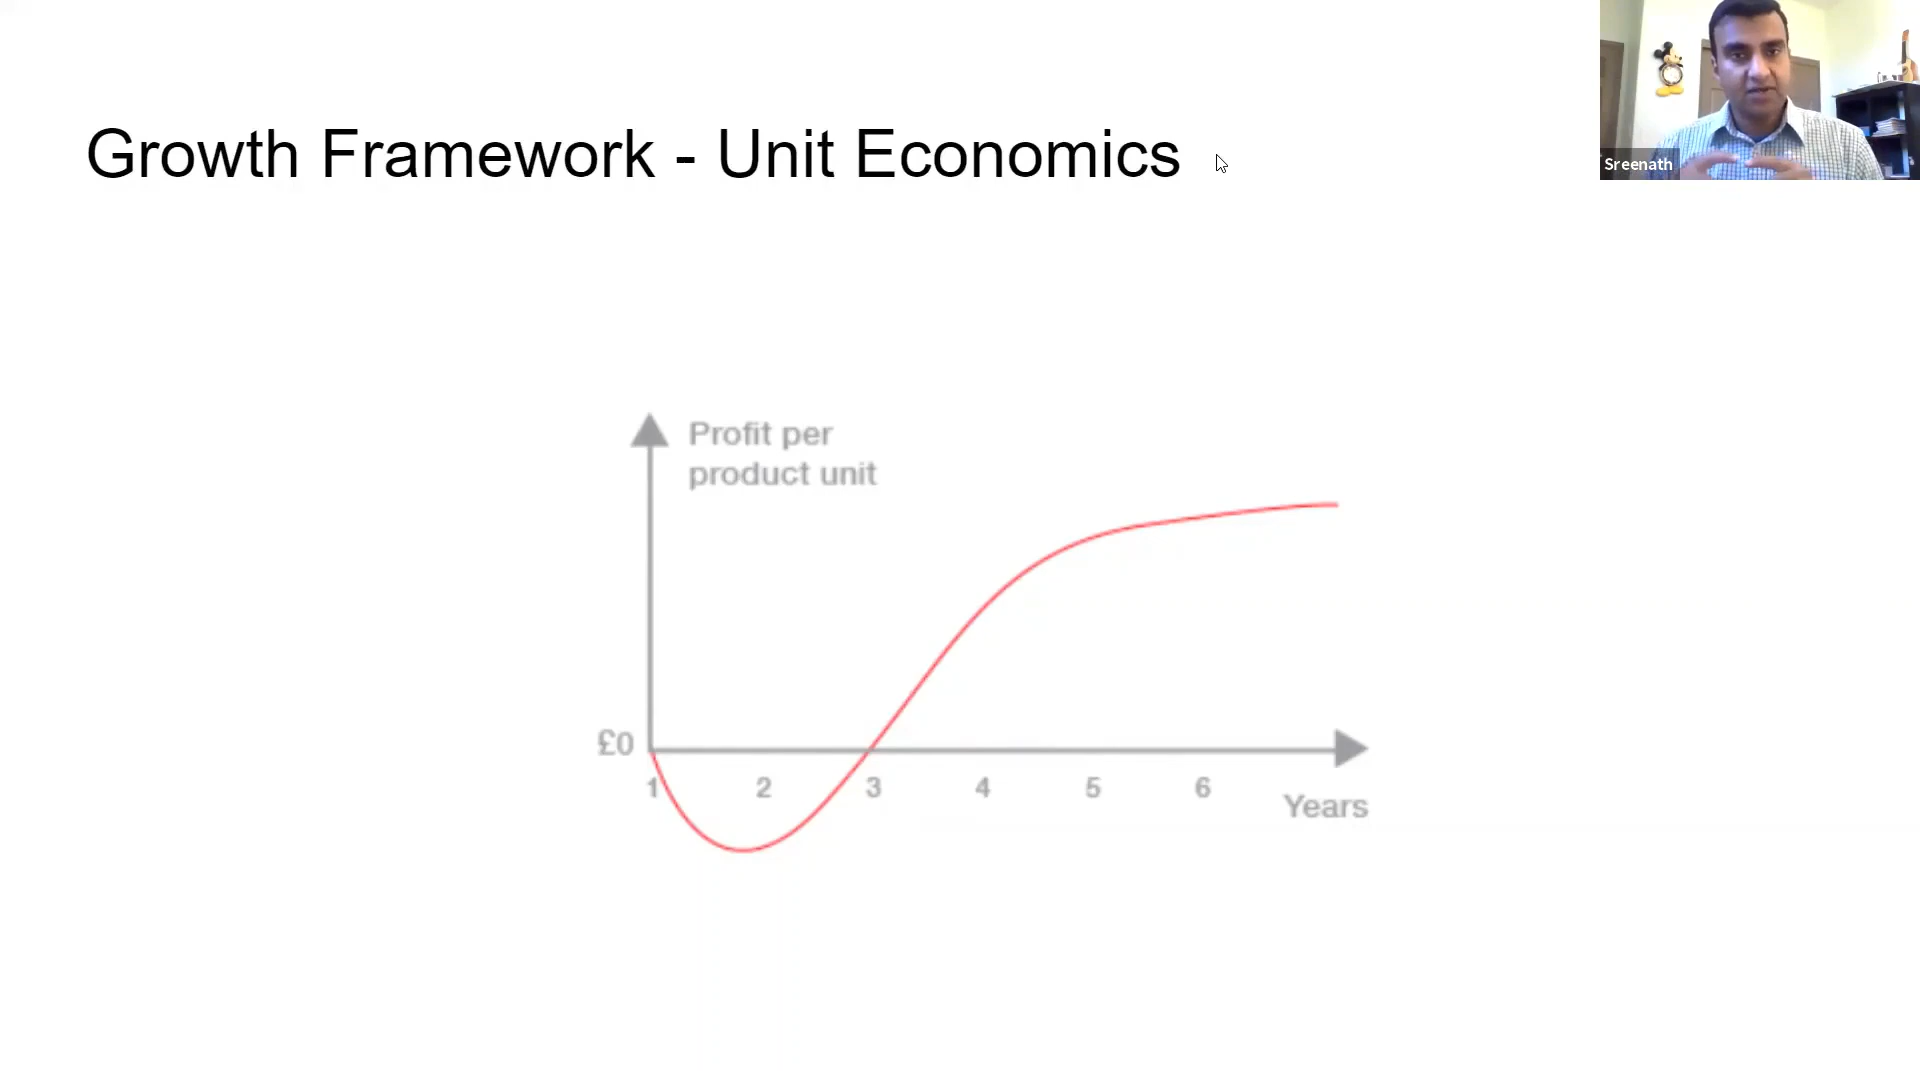 Growth Framework - Unit Economics
Sreenath
Profit per
product unit
£0
1 2 3 4 5 6
Years